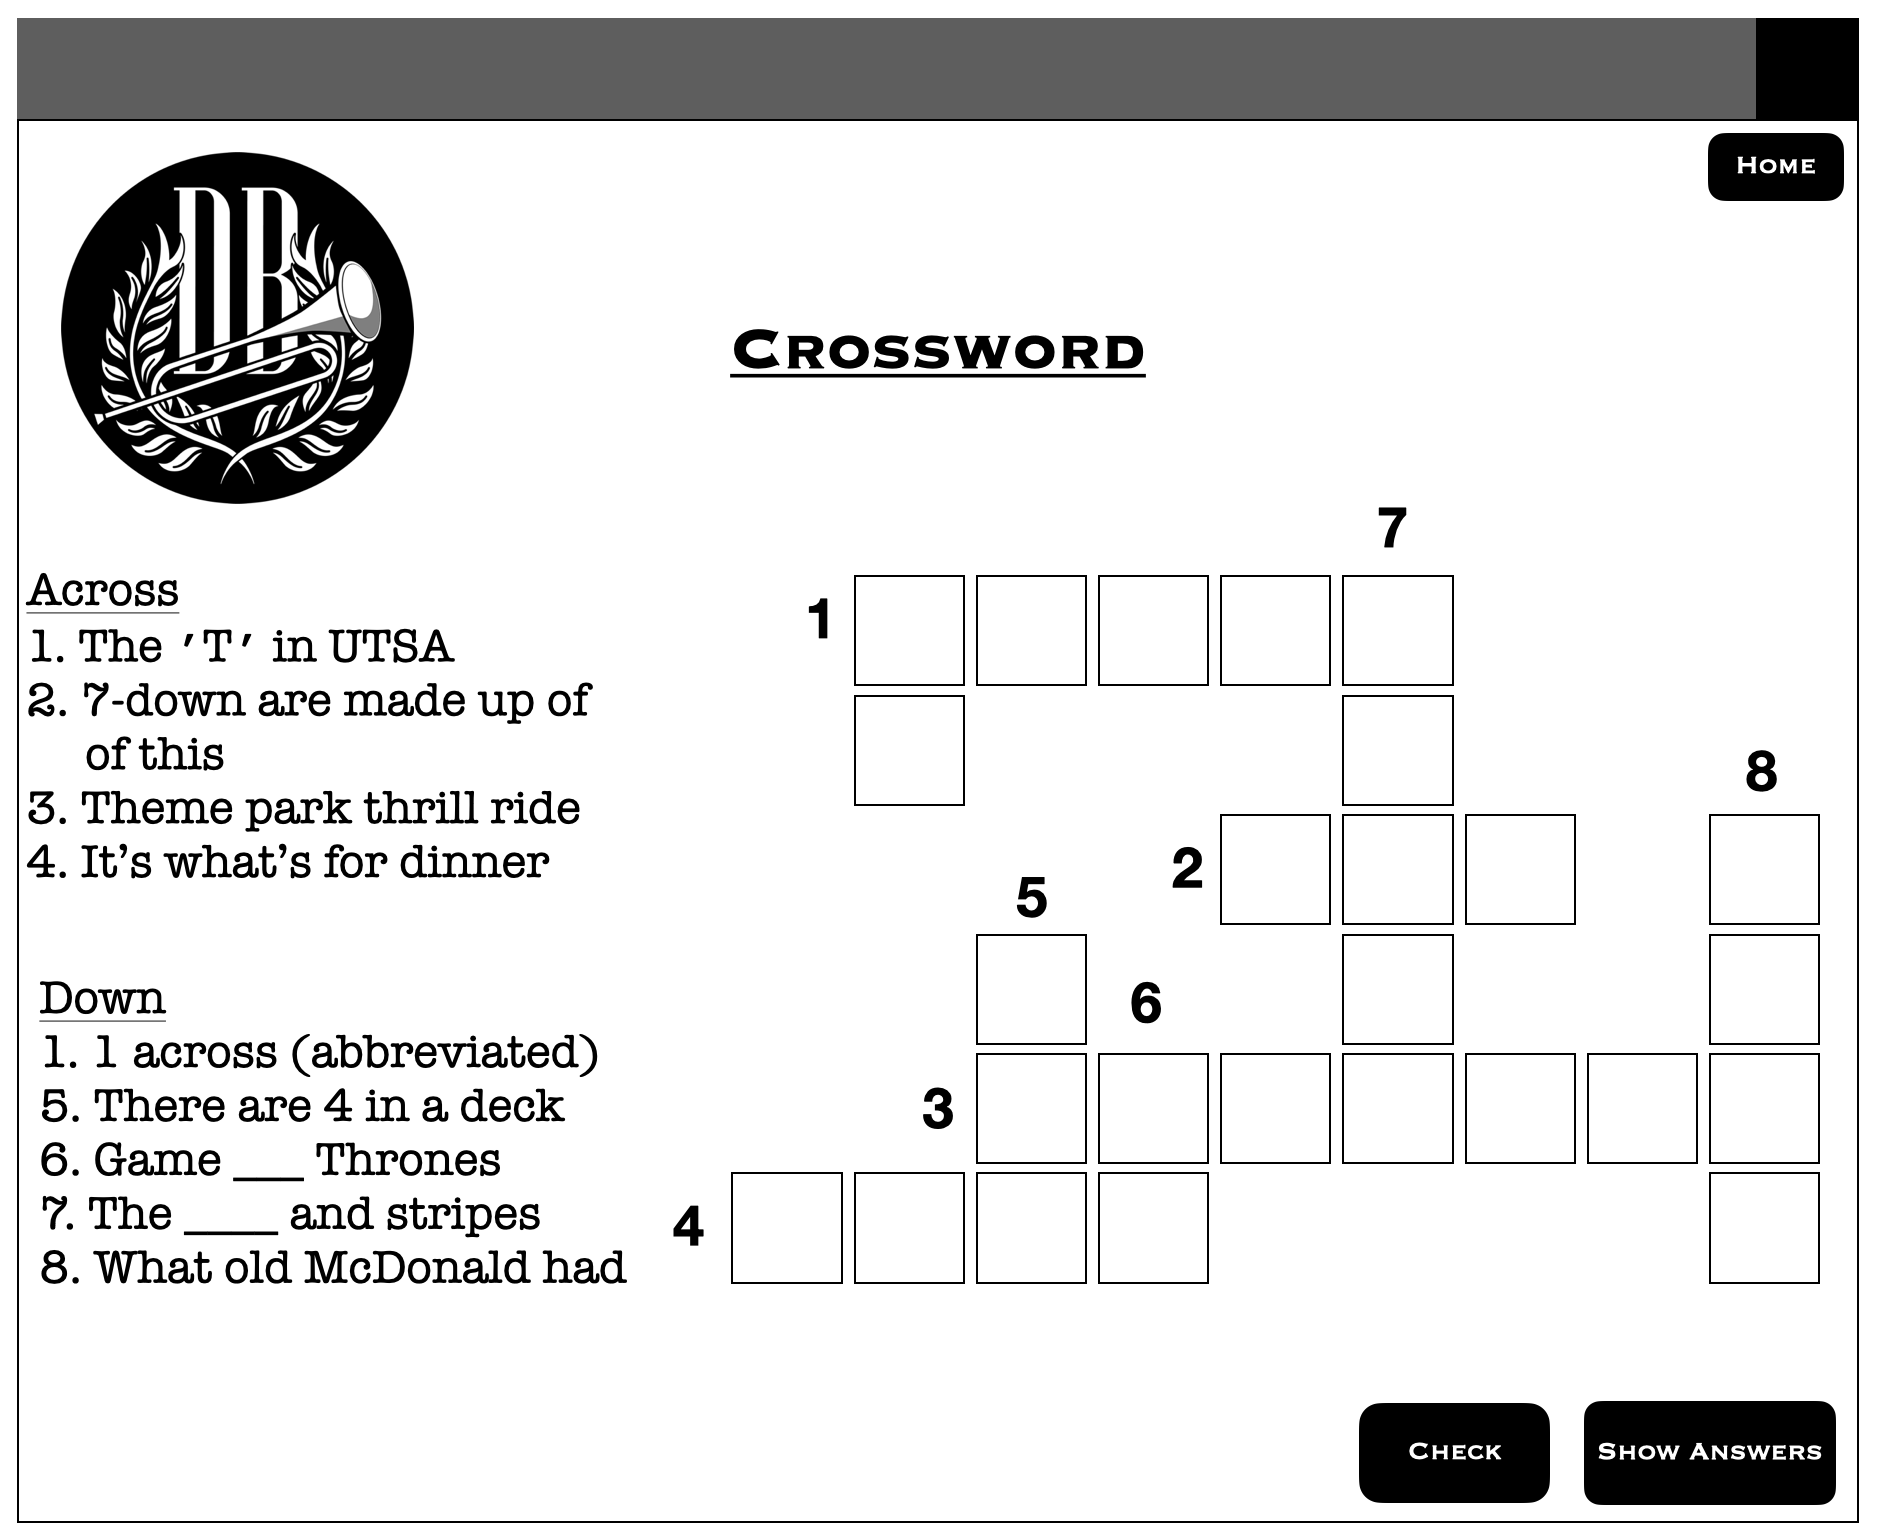 Home
DB
Crossword
7
Across
1. The 'T' in UTSA
2. 7-down are made up of
of this
3. Theme park thrill ride
4. It's what's for dinner
1
8
2
5
Down
1. 1 across (abbreviated)
5. There are 4 in a deck
6. Game ___ Thrones
7. The ____ and stripes
8. What old McDonald had
6
3
4
Check
Show Answers